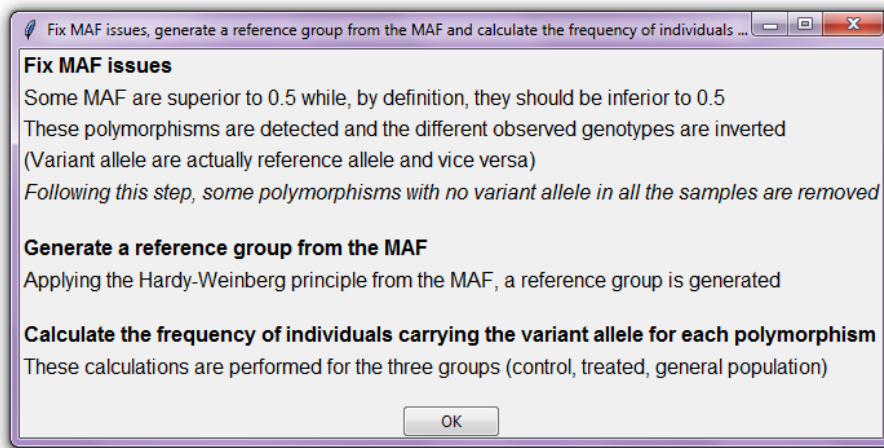 Fix MAF issues, generate a reference group from the MAF and calculate the frequency of individuals ...
Fix MAF issues
Some MAF are superior to 0.5 while, by definition, they should be inferior to 0.5
These polymorphisms are detected and the different observed genotypes are inverted
(Variant allele are actually reference allele and vice versa)
Following this step, some polymorphisms with no variant allele in all the samples are removed
Generate a reference group from the MAF
Applying the Hardy-Weinberg principle from the MAF, a reference group is generated
Calculate the frequency of individuals carrying the variant allele for each polymorphism
These calculations are performed for the three groups (control, treated, general population)
OK